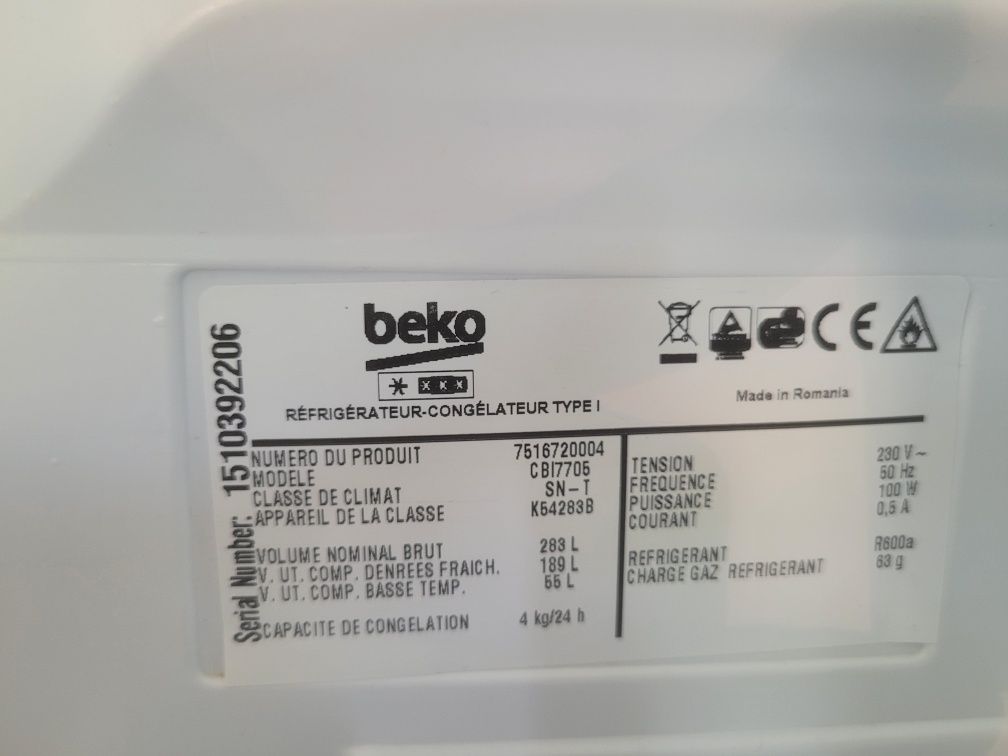 beko
RÉFRIGÉRATEUR-CONGÉLATEUR TYPE I
Made in Romania
Serial Number: 1510392206
NUMERO DU PRODUIT 7516720004
MODELE CBI7705
CLASSE DE CLIMAT SN-T
APPAREIL DE LA CLASSE K54283B
VOLUME NOMINAL BRUT 283 L
V. UT. COMP. DENREES FRAICH. 189 L
V. UT. COMP. BASSE TEMP. 55 L
CAPACITE DE CONGELATION 4 kg/24 h
TENSION 230 V~
FREQUENCE 50 Hz
PUISSANCE 100 W
COURANT 0,5 A
REFRIGERANT R600a
CHARGE GAZ REFRIGERANT 63 g